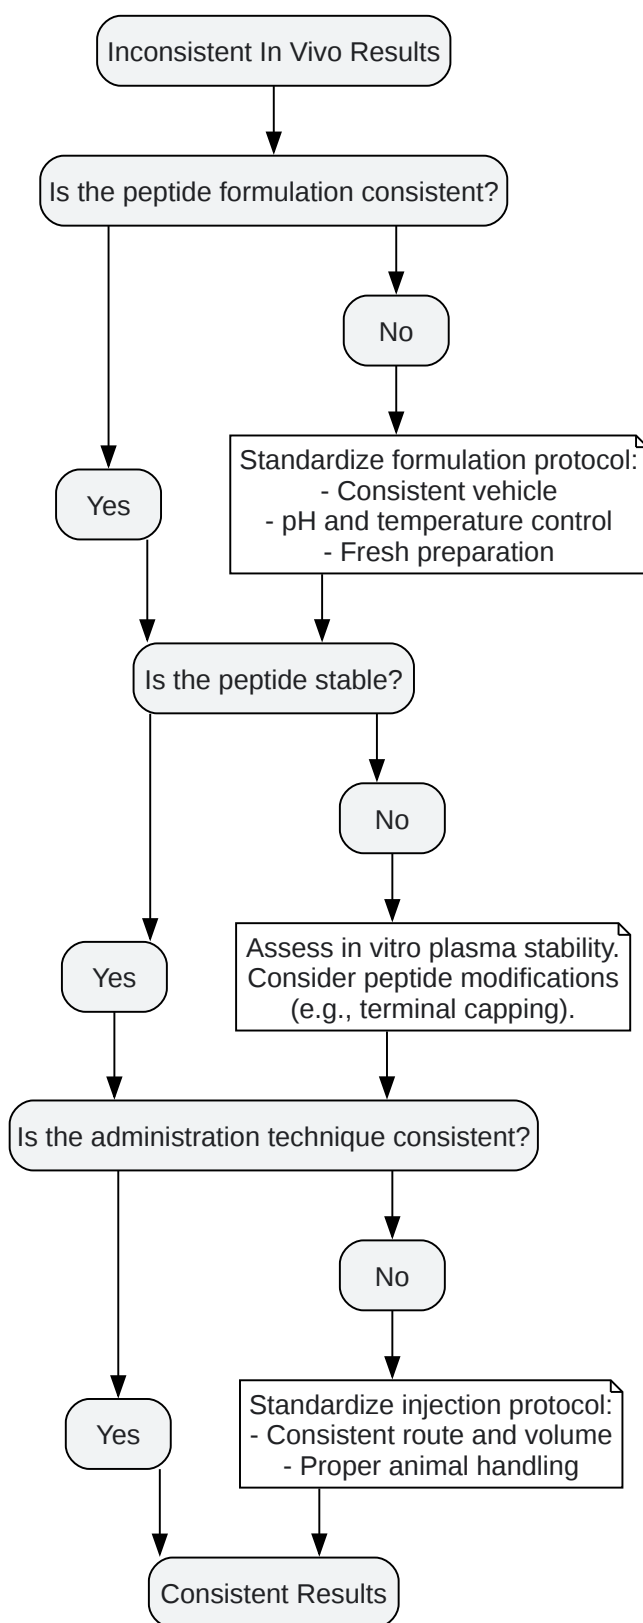 Inconsistent In Vivo Results
Is the peptide formulation consistent?
No
Standardize formulation protocol:
- Consistent vehicle
- pH and temperature control
- Fresh preparation
Yes
Is the peptide stable?
No
Assess in vitro plasma stability.
Consider peptide modifications
(e.g., terminal capping).
Yes
Is the administration technique consistent?
No
Standardize injection protocol:
- Consistent route and volume
- Proper animal handling
Yes
Consistent Results